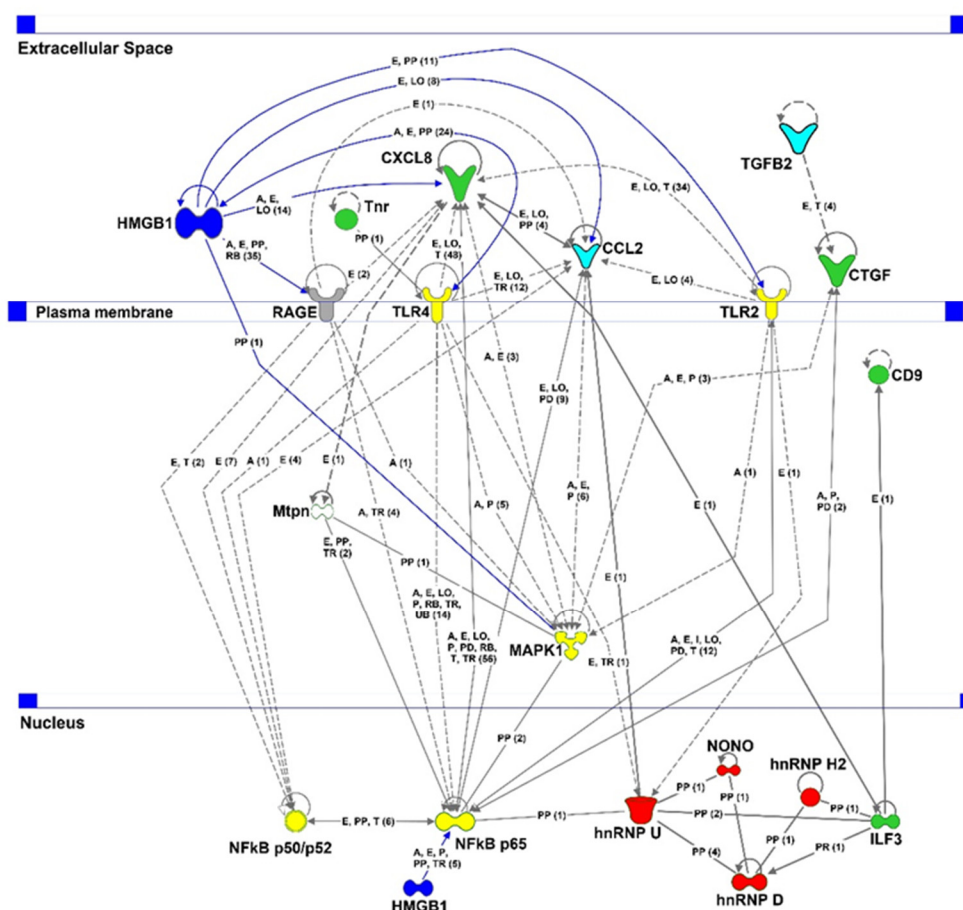 Extracellular Space
E, PP (11)
E, LO (8)
E (1)
A, E, PP (24)
CXCL8
TGFB2
HMGB1
A, E,
LO (14)
Tnr
PP (1)
A, E, PP,
RB (35)
E (2)
E, LO,
T (48)
E, LO,
PP (4)
E, LO, T (34)
E, T (4)
CCL2
E, LO,
TR (12)
E, LO (4)
CTGF
Plasma membrane
RAGE
TLR4
TLR2
PP (1)
A, E (3)
E, LO,
PD (9)
A, E, P (3)
CD9
E, T (2)
E (7)
A (1)
E (4)
E (1)
A (1)
A, P (5)
A, E,
P (6)
E (1)
A (1)
E (1)
A, P,
PD (2)
E (1)
Mtpn
A, TR (4)
E, PP,
TR (2)
PP (1)
E (1)
A, E, LO,
P, RB, TR,
UB (14)
A, E, LO,
P, PD, RB,
T, TR (56)
MAPK1
E, TR (1)
A, E, I, LO,
PD, T (12)
Nucleus
PP (2)
NONO
hnRNP H2
PP (1)
PP (1)
PP (1)
E, PP, T (6)
PP (1)
PP (2)
NFkB p50/p52
NFkB p65
hnRNP U
PP (1)
ILF3
A, E, P,
PP, TR (5)
PP (4)
PR (1)
HMGB1
hnRNP D